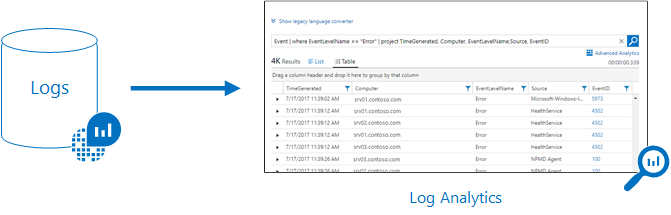 Show legacy language converter
Event | where EventLevelName == "Error" | project TimeGenerated, Computer, EventLevelName,Source, EventID
Advanced Analytics
4K Results List Table 00:00:00.339
Drag a column header and drop it here to group by that column
TimeGenerated Computer EventLevelName Source EventID
7/17/2017 11:39:02 AM srv01.contoso.com Error Microsoft-Windows-I... 5973
7/17/2017 11:39:12 AM srv01.contoso.com Error HealthService 4502
7/17/2017 11:39:12 AM srv02.contoso.com Error HealthService 4502
7/17/2017 11:39:12 AM srv01.contoso.com Error HealthService 4502
7/17/2017 11:39:12 AM srv03.contoso.com Error HealthService 4502
7/17/2017 11:39:26 AM srv03.contoso.com Error NPMD Agent 100
7/17/2017 11:39:26 AM srv03.contoso.com Error NPMD Agent 100
Logs
Log Analytics